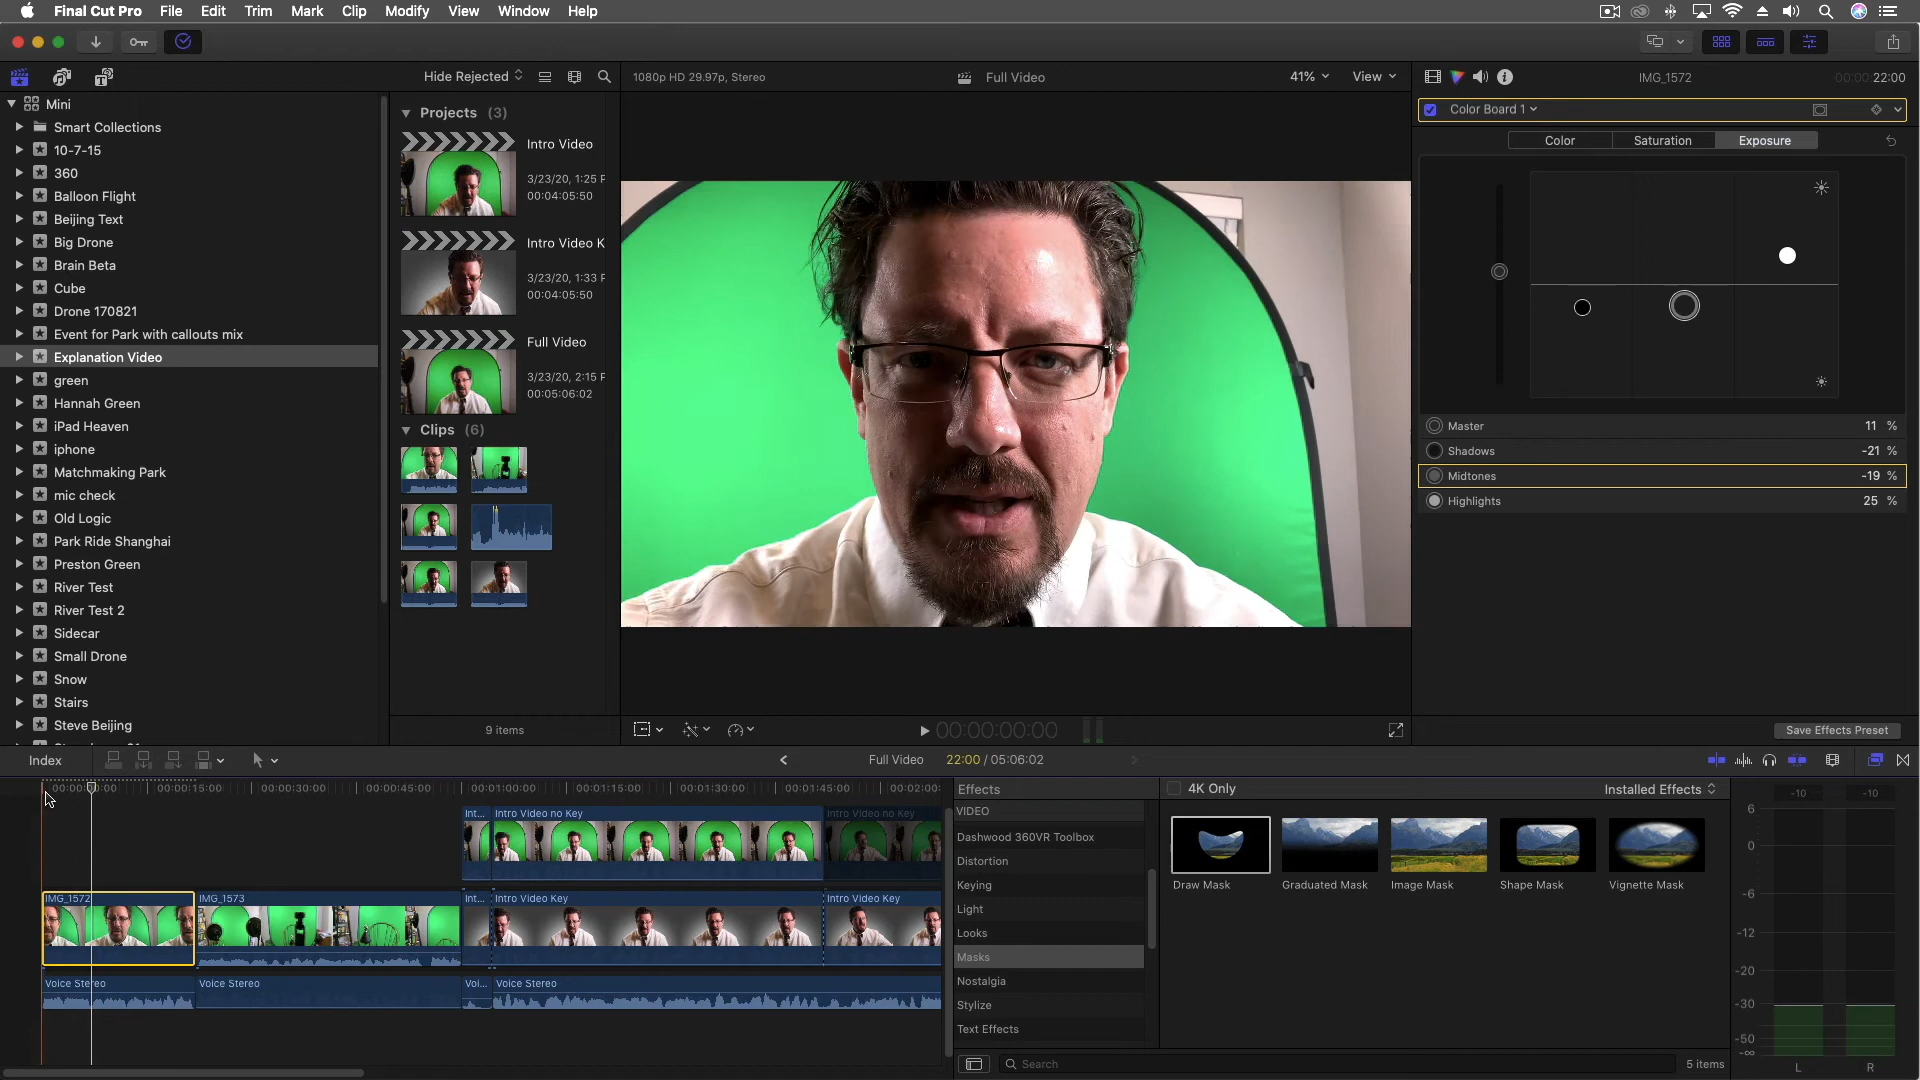 Final Cut Pro File Edit Trim Mark Clip Modify View Window Help
Hide Rejected
1080p HD 29.97p, Stereo
Full Video
41%
View
IMG_1572
00:00:22:00
Mini
Smart Collections
10-7-15
360
Balloon Flight
Beijing Text
Big Drone
Brain Beta
Cube
Drone 170821
Event for Park with callouts mix
Explanation Video
green
Hannah Green
iPad Heaven
iphone
Matchmaking Park
mic check
Old Logic
Park Ride Shanghai
Preston Green
River Test
River Test 2
Sidecar
Small Drone
Snow
Stairs
Steve Beijing
Projects (3)
Intro Video
3/23/20, 1:25 P
00:04:05:50
Intro Video K
3/23/20, 1:33 P
00:04:05:50
Full Video
3/23/20, 2:15 P
00:05:06:02
Clips (6)
9 items
00:00:00:00
Color Board 1
Color Saturation Exposure
Master 11 %
Shadows -21 %
Midtones -19 %
Highlights 25 %
Save Effects Preset
Index
Full Video 22:00 / 05:06:02
00:00:15:00 00:00:30:00 00:00:45:00 00:01:00:00 00:01:15:00 00:01:30:00 00:01:45:00 00:02:00:
Int... Intro Video no Key Intro Video no Key
IMG_1572 IMG_1573 Int... Intro Video Key Intro Video Key
Voice Stereo Voice Stereo Voi... Voice Stereo
Effects
VIDEO
Dashwood 360VR Toolbox
Distortion
Keying
Light
Looks
Masks
Nostalgia
Stylize
Text Effects
4K Only
Installed Effects
Draw Mask Graduated Mask Image Mask Shape Mask Vignette Mask
Search
5 items
-10 -10
6
0
-6
-12
-20
-30
-50
-∞
L R